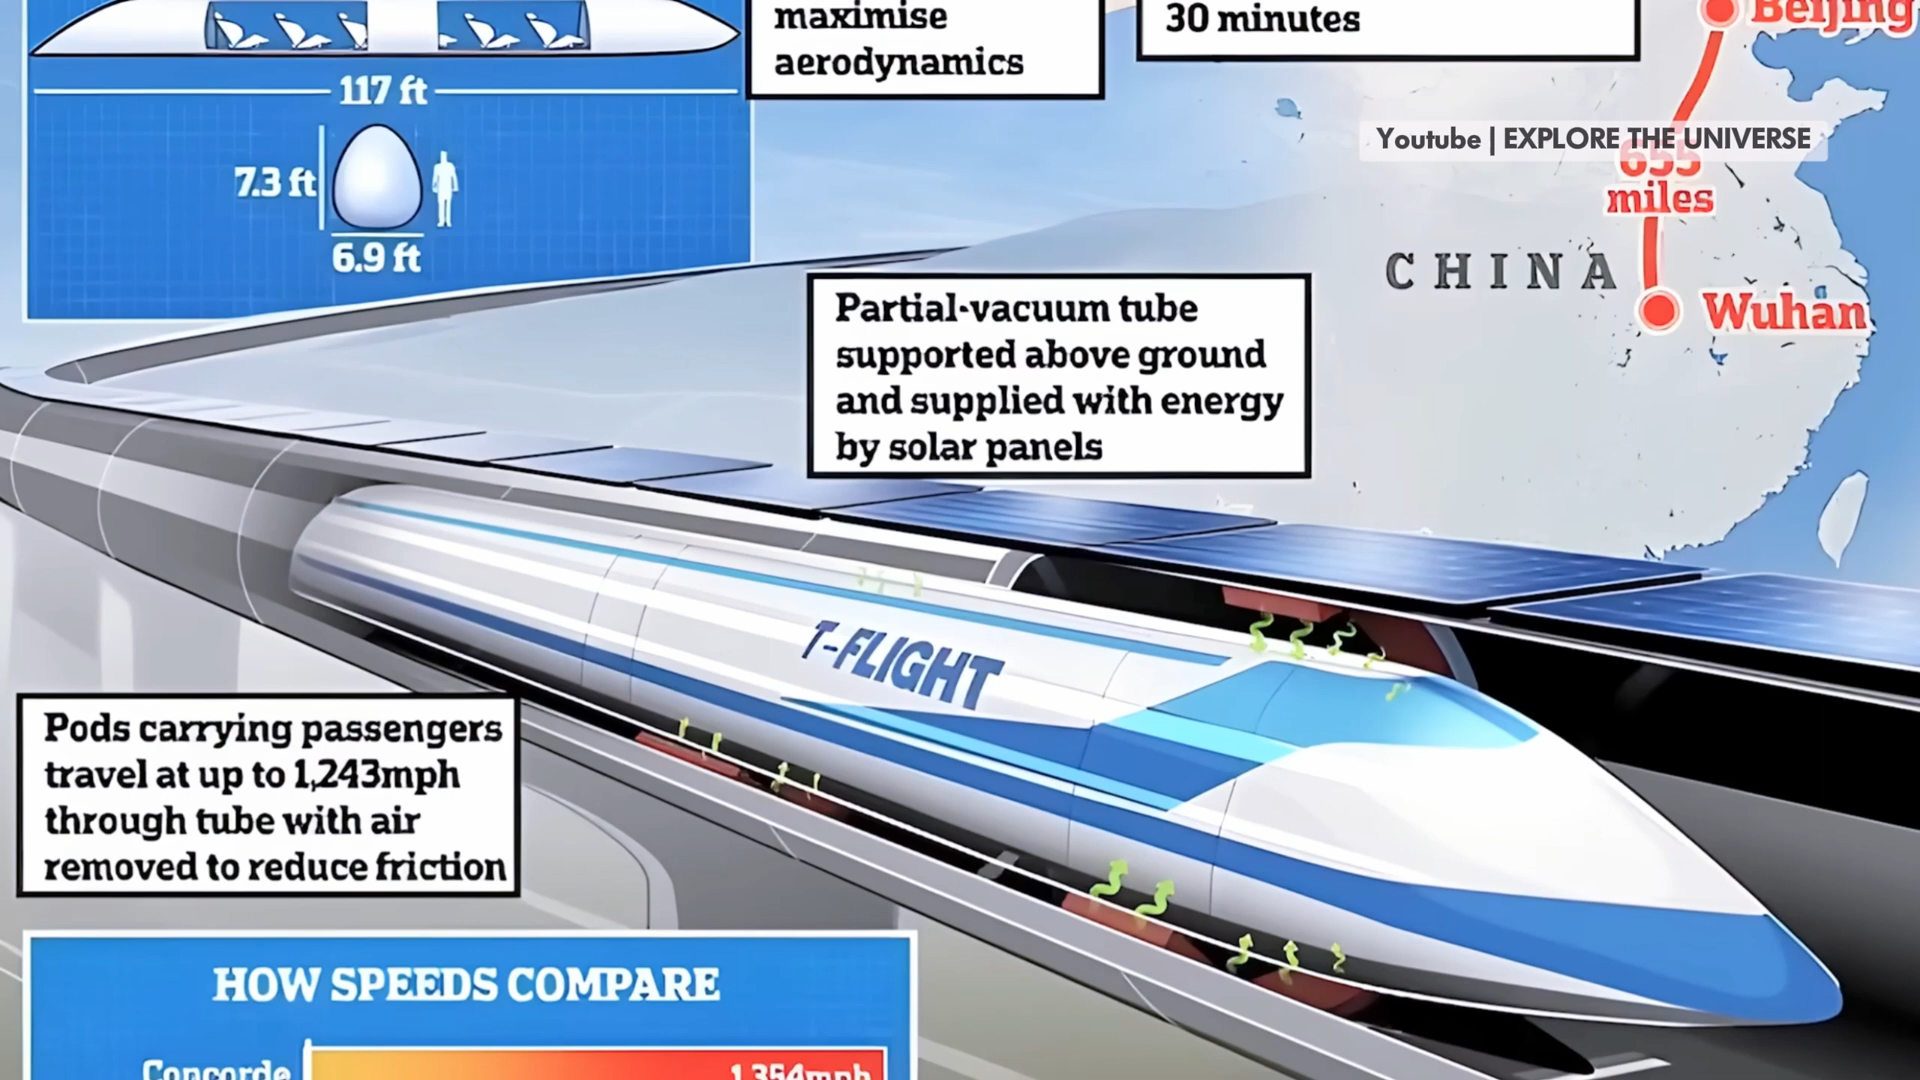 maximise
aerodynamics
30 minutes
Beijing
117 ft
Youtube | EXPLORE THE UNIVERSE
655
miles
7.3 ft
6.9 ft
CHINA
Wuhan
Partial-vacuum tube
supported above ground
and supplied with energy
by solar panels
T-FLIGHT
Pods carrying passengers
travel at up to 1,243mph
through tube with air
removed to reduce friction
HOW SPEEDS COMPARE
Concorde
1,354mph